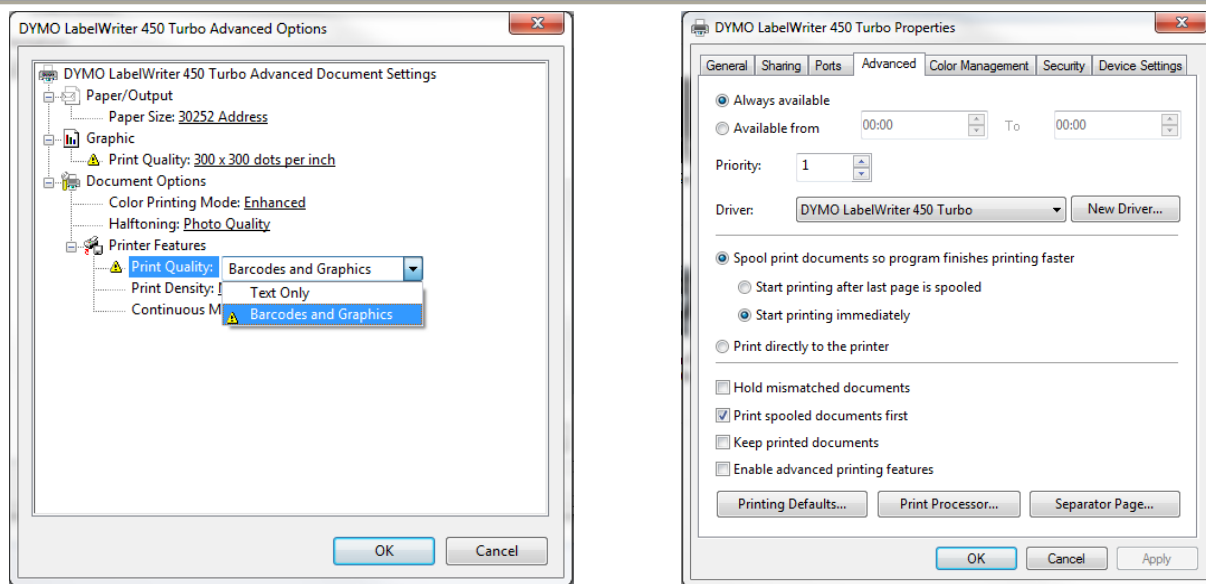 DYMO LabelWriter 450 Turbo Advanced Options
DYMO LabelWriter 450 Turbo Advanced Document Settings
Paper/Output
Paper Size: 30252 Address
Graphic
Print Quality: 300 x 300 dots per inch
Document Options
Color Printing Mode: Enhanced
Halftoning: Photo Quality
Printer Features
Print Quality: Barcodes and Graphics
Print Density:
Text Only
Continuous
Barcodes and Graphics
OK Cancel
DYMO LabelWriter 450 Turbo Properties
General Sharing Ports Advanced Color Management Security Device Settings
Always available
Available from 00:00 To 00:00
Priority: 1
Driver: DYMO LabelWriter 450 Turbo New Driver...
Spool print documents so program finishes printing faster
Start printing after last page is spooled
Start printing immediately
Print directly to the printer
Hold mismatched documents
Print spooled documents first
Keep printed documents
Enable advanced printing features
Printing Defaults... Print Processor... Separator Page...
OK Cancel Apply